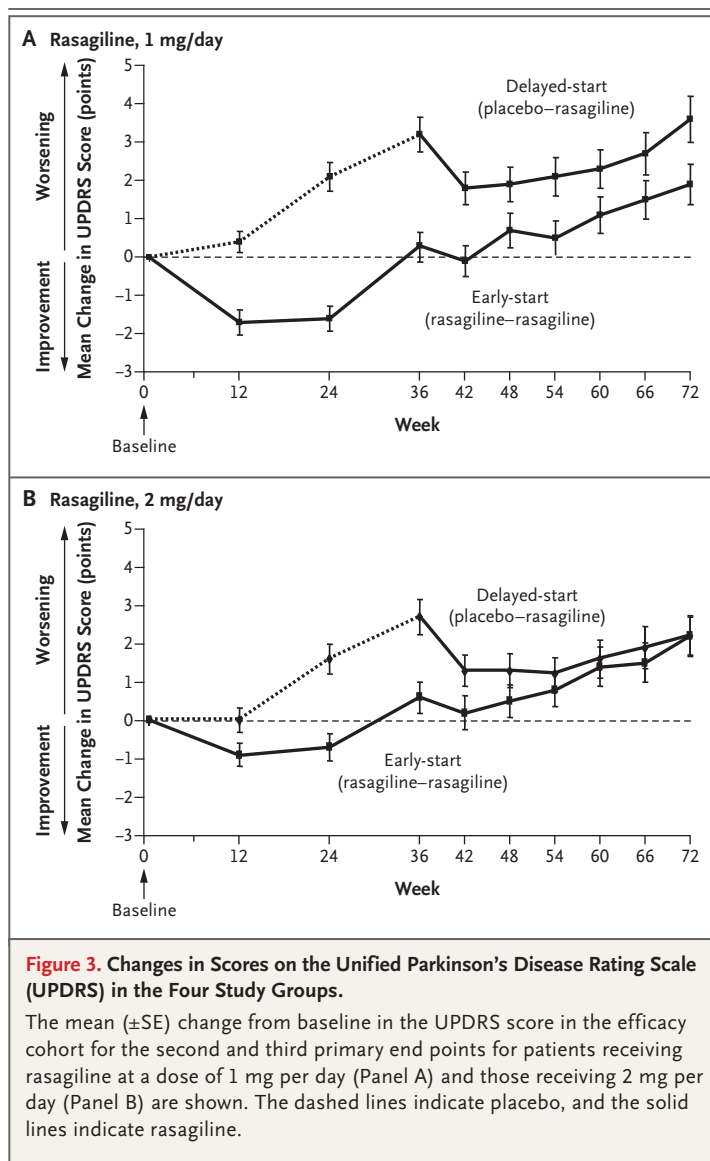 A Rasagiline, 1 mg/day
Worsening
Improvement
Mean Change in UPDRS Score (points)
5
4
3
2
1
0
−1
−2
−3
Delayed-start
(placebo–rasagiline)
Early-start
(rasagiline–rasagiline)
0 12 24 36 42 48 54 60 66 72
Week
Baseline
B Rasagiline, 2 mg/day
Worsening
Improvement
Mean Change in UPDRS Score (points)
5
4
3
2
1
0
−1
−2
−3
Delayed-start
(placebo–rasagiline)
Early-start
(rasagiline–rasagiline)
0 12 24 36 42 48 54 60 66 72
Week
Baseline
Figure 3. Changes in Scores on the Unified Parkinson’s Disease Rating Scale
(UPDRS) in the Four Study Groups.
The mean (±SE) change from baseline in the UPDRS score in the efficacy
cohort for the second and third primary end points for patients receiving
rasagiline at a dose of 1 mg per day (Panel A) and those receiving 2 mg per
day (Panel B) are shown. The dashed lines indicate placebo, and the solid
lines indicate rasagiline.